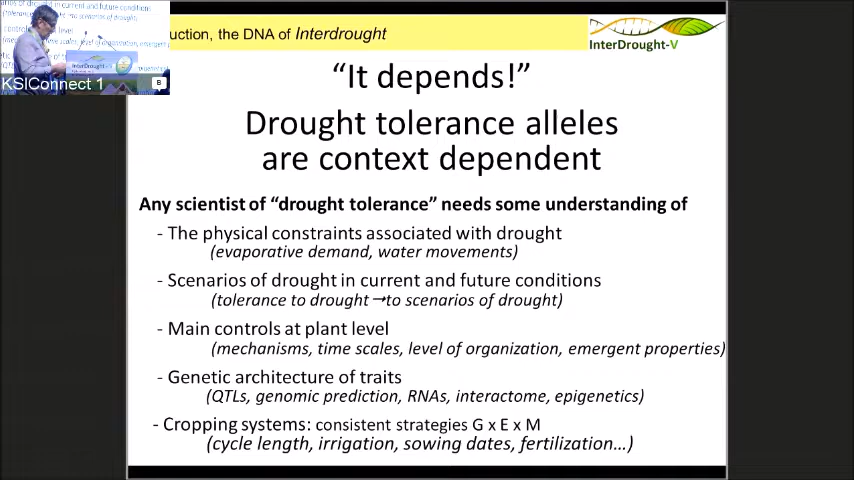 uction, the DNA of Interdrought
InterDrought-V
KSIConnect 1
B
“It depends!”
Drought tolerance alleles
are context dependent
Any scientist of “drought tolerance” needs some understanding of
- The physical constraints associated with drought
(evaporative demand, water movements)
- Scenarios of drought in current and future conditions
(tolerance to drought →to scenarios of drought)
- Main controls at plant level
(mechanisms, time scales, level of organization, emergent properties)
- Genetic architecture of traits
(QTLs, genomic prediction, RNAs, interactome, epigenetics)
- Cropping systems: consistent strategies G x E x M
(cycle length, irrigation, sowing dates, fertilization…)